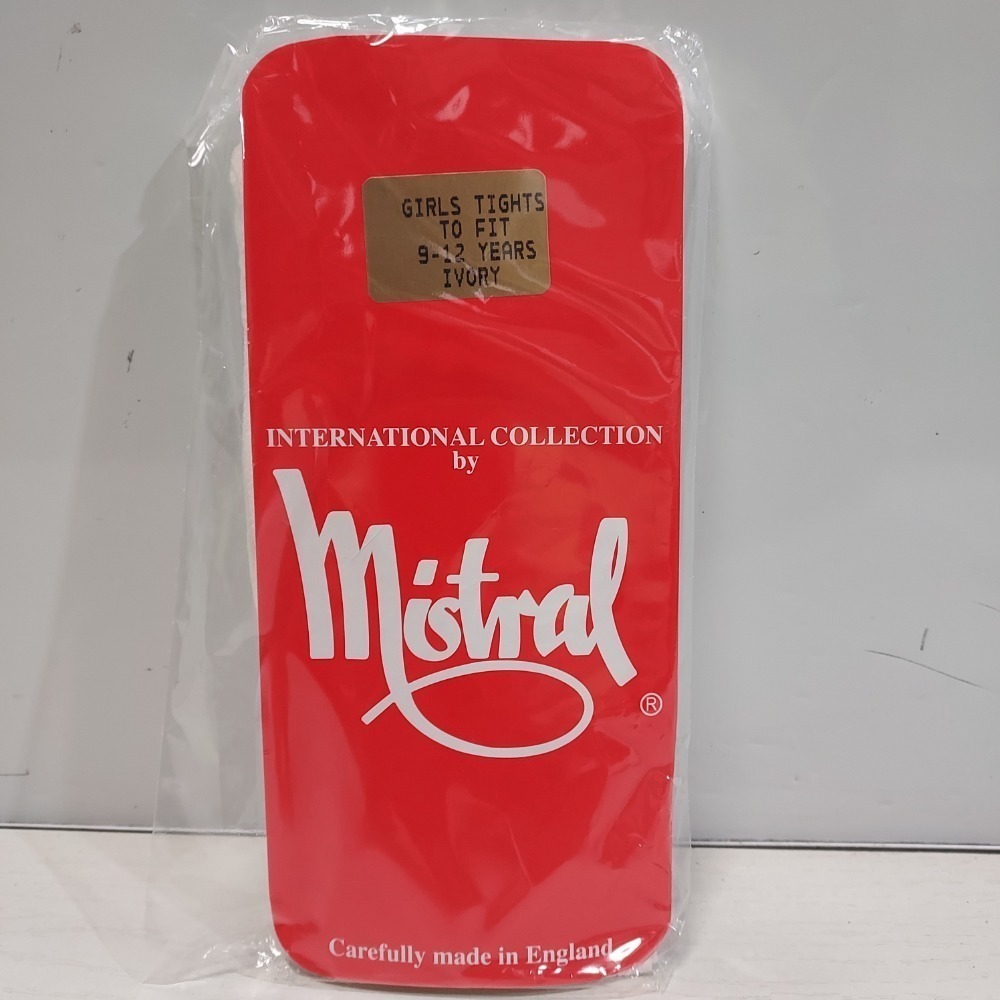 GIRLS TIGHTS
TO FIT
9-12 YEARS
IVORY
INTERNATIONAL COLLECTION
by
Mistral
®
Carefully made in England